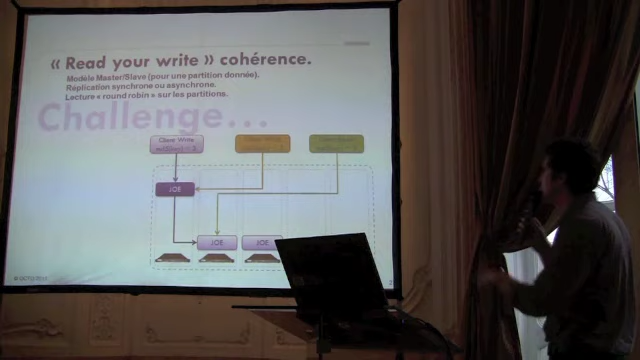 « Read your write » cohérence.
Modèle Master/Slave (pour une partition donnée).
Réplication synchrone ou asynchrone.
Lecture « round robin » sur les partitions.
Challenge...
Client Write
JOE
JOE
JOE